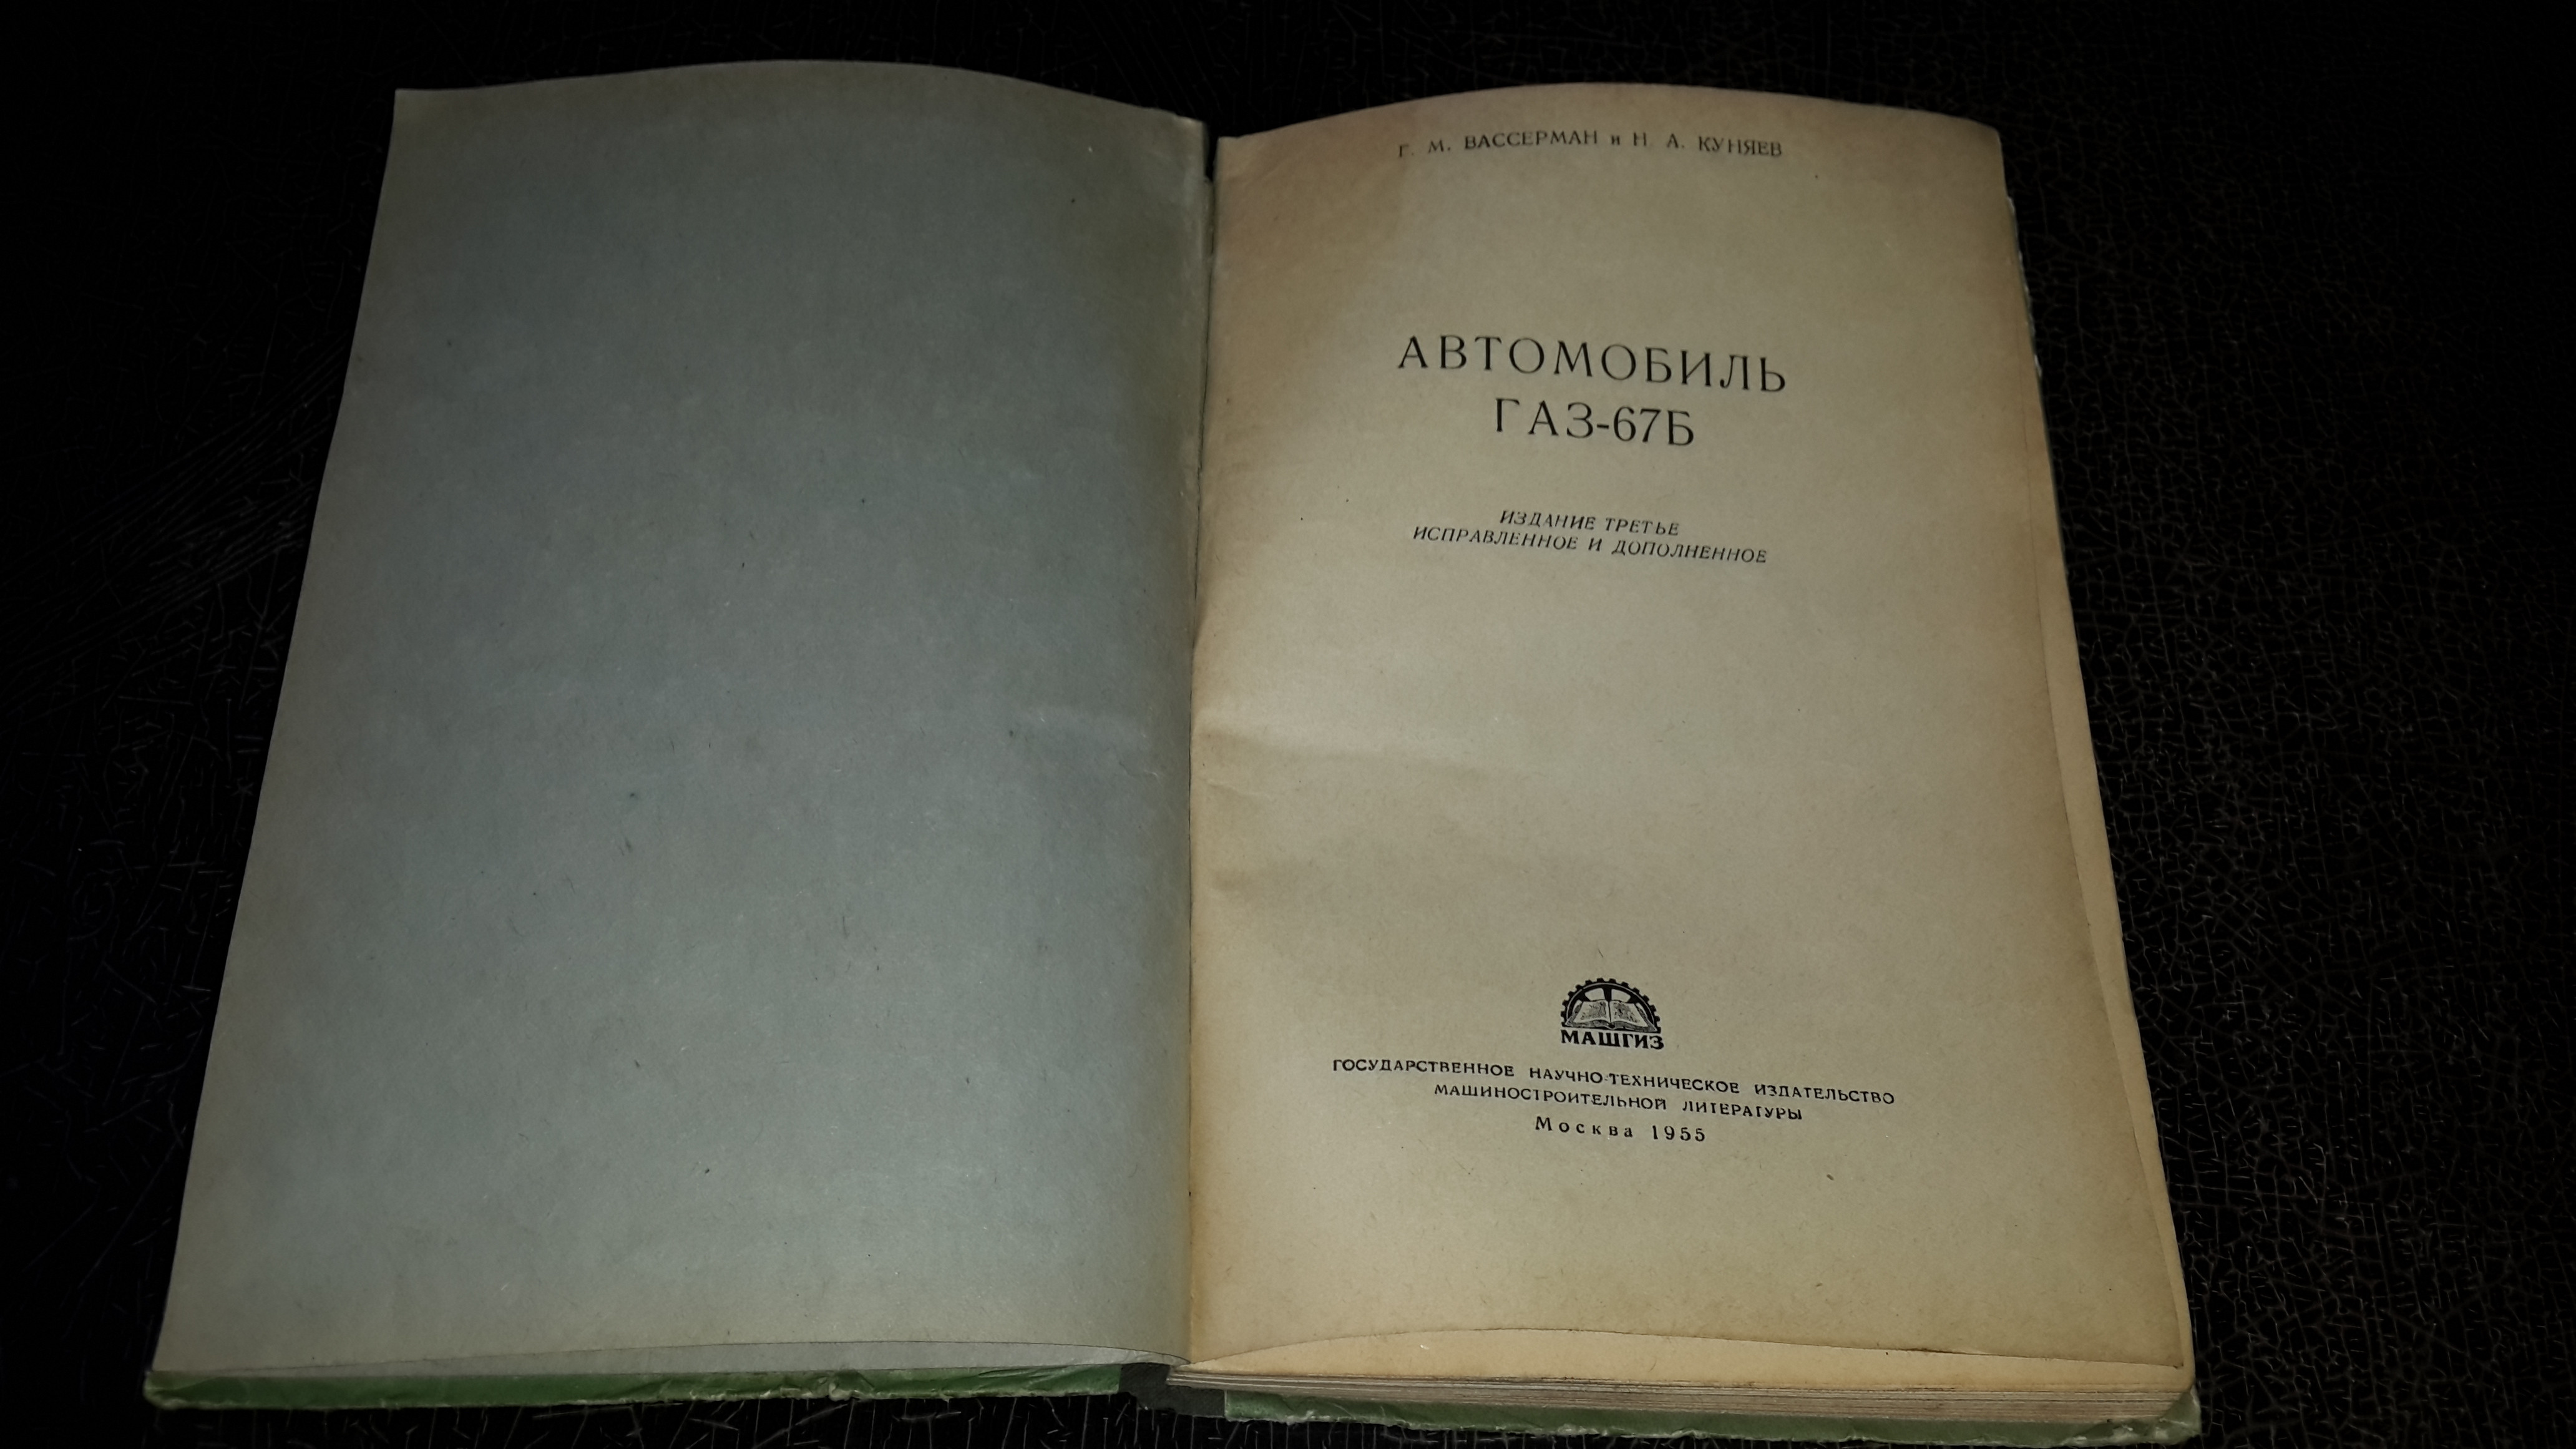 Г. М. ВАССЕРМАН и Н. А. КУНЯЕВ
АВТОМОБИЛЬ
ГАЗ-67Б
ИЗДАНИЕ ТРЕТЬЕ
ИСПРАВЛЕННОЕ И ДОПОЛНЕННОЕ
МАШГИЗ
ГОСУДАРСТВЕННОЕ НАУЧНО-ТЕХНИЧЕСКОЕ ИЗДАТЕЛЬСТВО
МАШИНОСТРОИТЕЛЬНОЙ ЛИТЕРАТУРЫ
Москва 1955